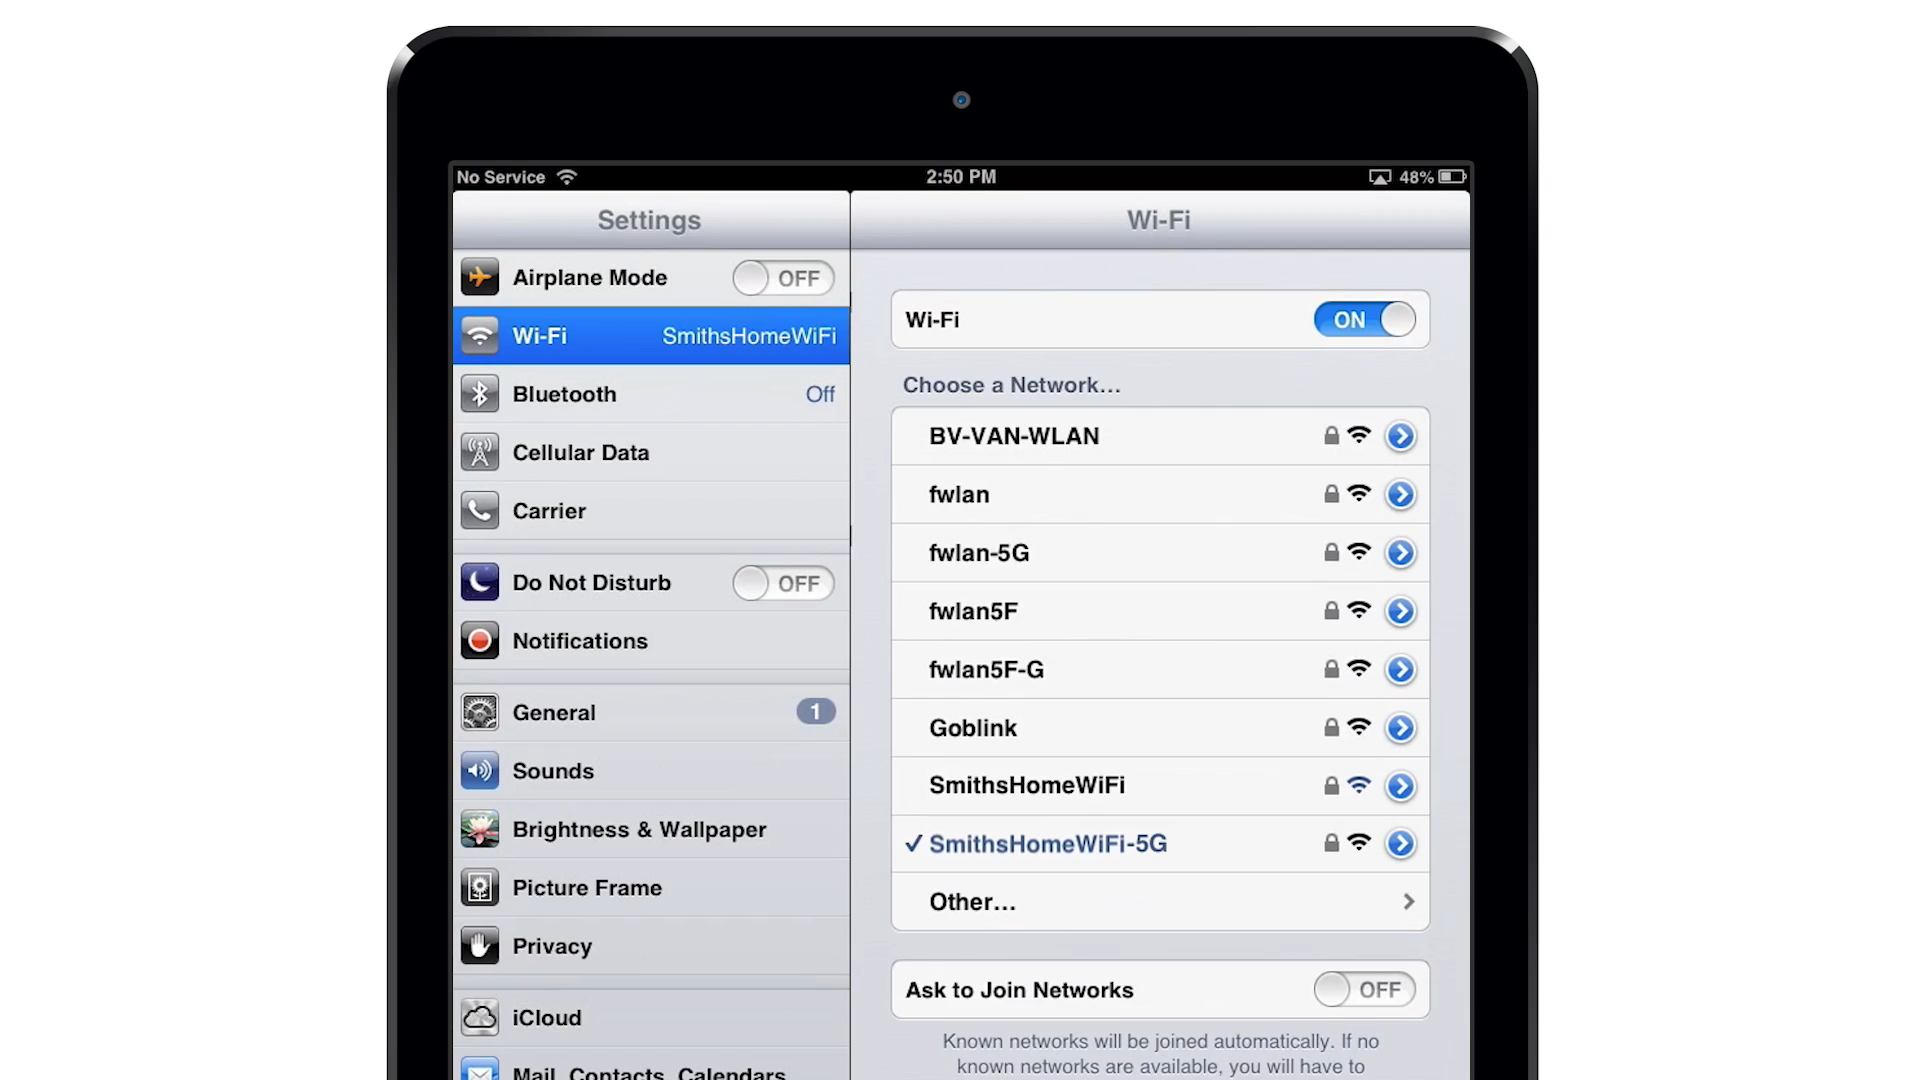 No Service
2:50 PM
48%
Settings
Wi-Fi
Airplane Mode OFF
Wi-Fi SmithsHomeWiFi
Bluetooth Off
Cellular Data
Carrier
Do Not Disturb OFF
Notifications
General 1
Sounds
Brightness & Wallpaper
Picture Frame
Privacy
iCloud
Mail, Contacts, Calendars
Wi-Fi ON
Choose a Network...
BV-VAN-WLAN
fwlan
fwlan-5G
fwlan5F
fwlan5F-G
Goblink
SmithsHomeWiFi
SmithsHomeWiFi-5G
Other...
Ask to Join Networks OFF
Known networks will be joined automatically. If no
known networks are available, you will have to